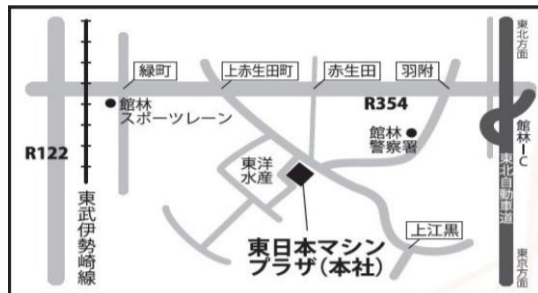 緑町
上赤生田町
赤生田
羽附
東北方面
館林
スポーツレーン
R354
R122
館林
警察署
館林IC
東洋
水産
東北自動車道
東武伊勢崎線
上江黒
東日本マシン
プラザ(本社)
東京方面